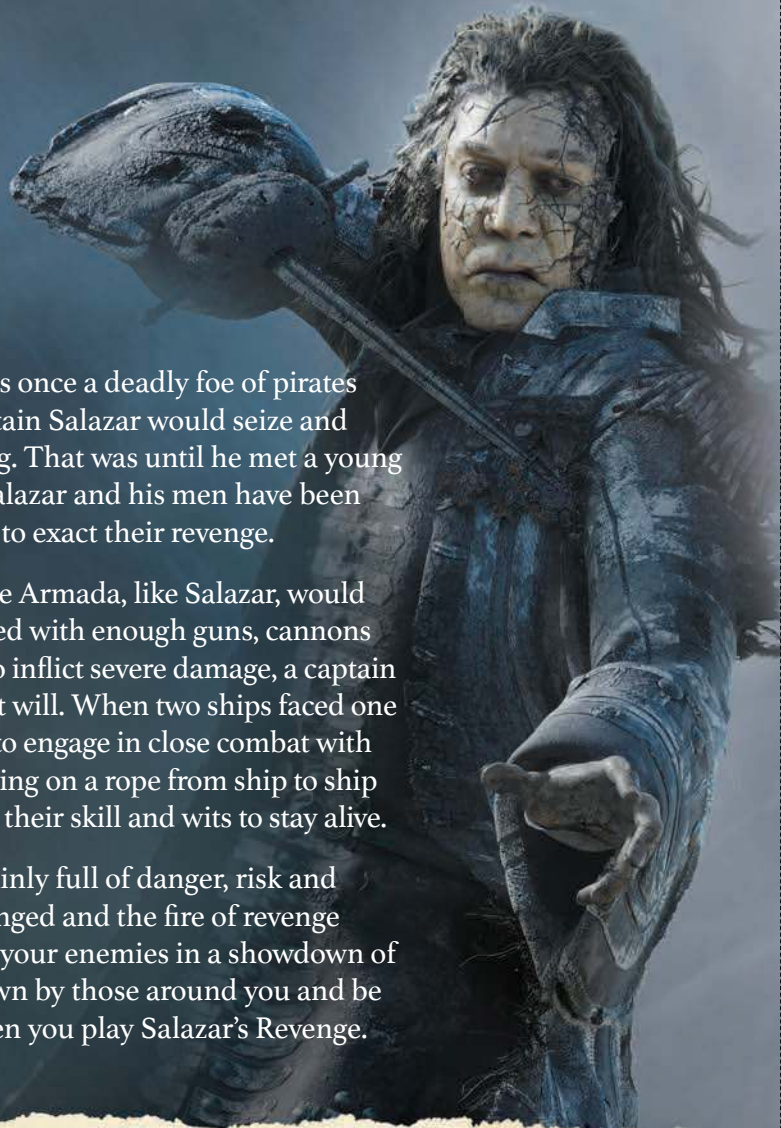 s once a deadly foe of pirates
tain Salazar would seize and
g. That was until he met a young
alazar and his men have been
to exact their revenge.
e Armada, like Salazar, would
ed with enough guns, cannons
o inflict severe damage, a captain
t will. When two ships faced one
to engage in close combat with
ing on a rope from ship to ship
their skill and wits to stay alive.
inly full of danger, risk and
nged and the fire of revenge
your enemies in a showdown of
wn by those around you and be
en you play Salazar’s Revenge.